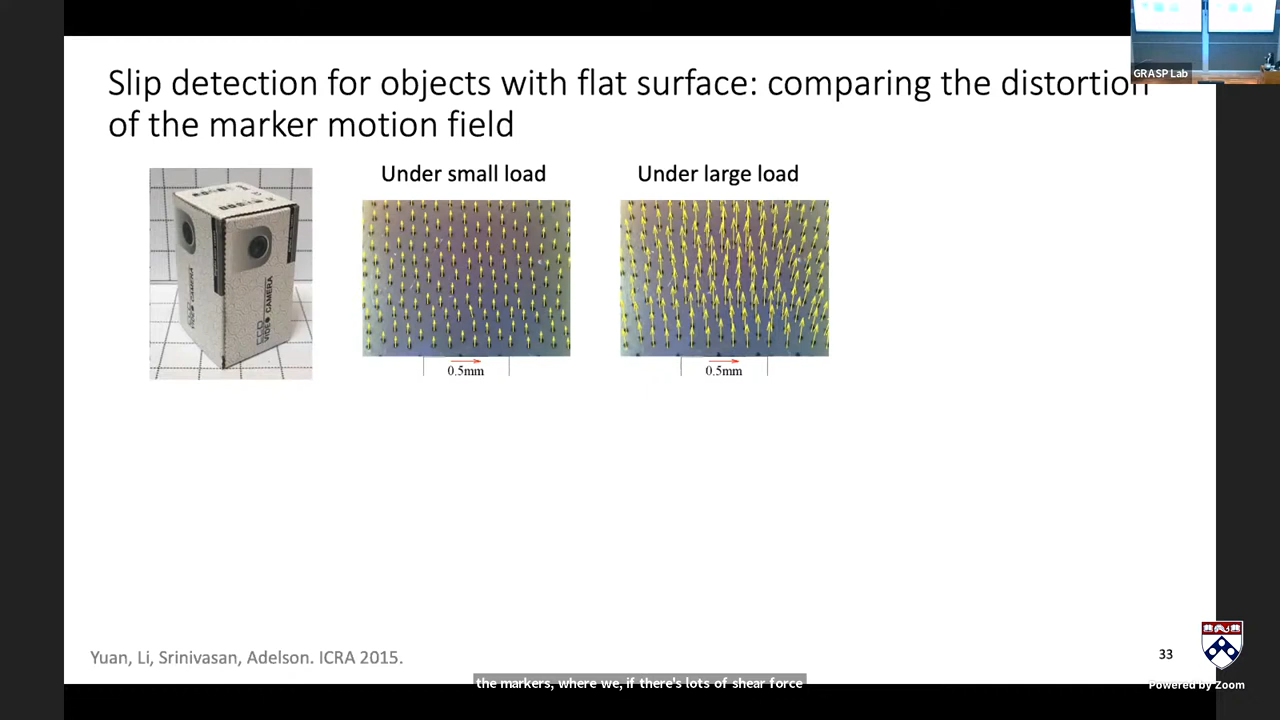 GRASP Lab
Slip detection for objects with flat surface: comparing the distortion
of the marker motion field
Under small load
Under large load
VIDEO CAMERA
0.5mm
0.5mm
Yuan, Li, Srinivasan, Adelson. ICRA 2015.
33
the markers, where we, if there's lots of shear force
Powered by Zoom